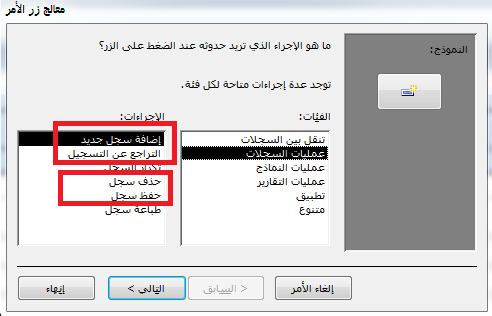 معالج زر الأمر
النموذج:
ما هو الإجراء الذي تريد حدوثه عند الضغط على الزر؟
توجد عدة إجراءات متاحة لكل فئة.
الفئات:
تنقل بين السجلات
عمليات السجلات
عمليات النماذج
عمليات التقارير
تطبيق
متنوع
الإجراءات:
إضافة سجل جديد
التراجع عن التسجيل
تكرار السجل
حذف سجل
حفظ سجل
طباعة سجل
إلغاء الأمر
< السابق
التالي >
إنهاء